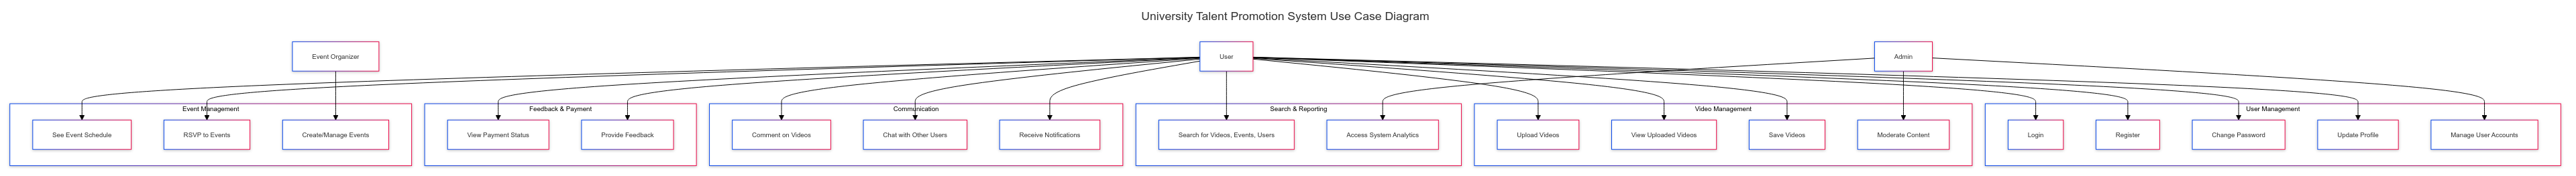 University Talent Promotion System Use Case Diagram
Event Organizer
User
Admin
Event Management
Feedback & Payment
Communication
Search & Reporting
Video Management
User Management
See Event Schedule
RSVP to Events
Create/Manage Events
View Payment Status
Provide Feedback
Comment on Videos
Chat with Other Users
Receive Notifications
Search for Videos, Events, Users
Access System Analytics
Upload Videos
View Uploaded Videos
Save Videos
Moderate Content
Login
Register
Change Password
Update Profile
Manage User Accounts